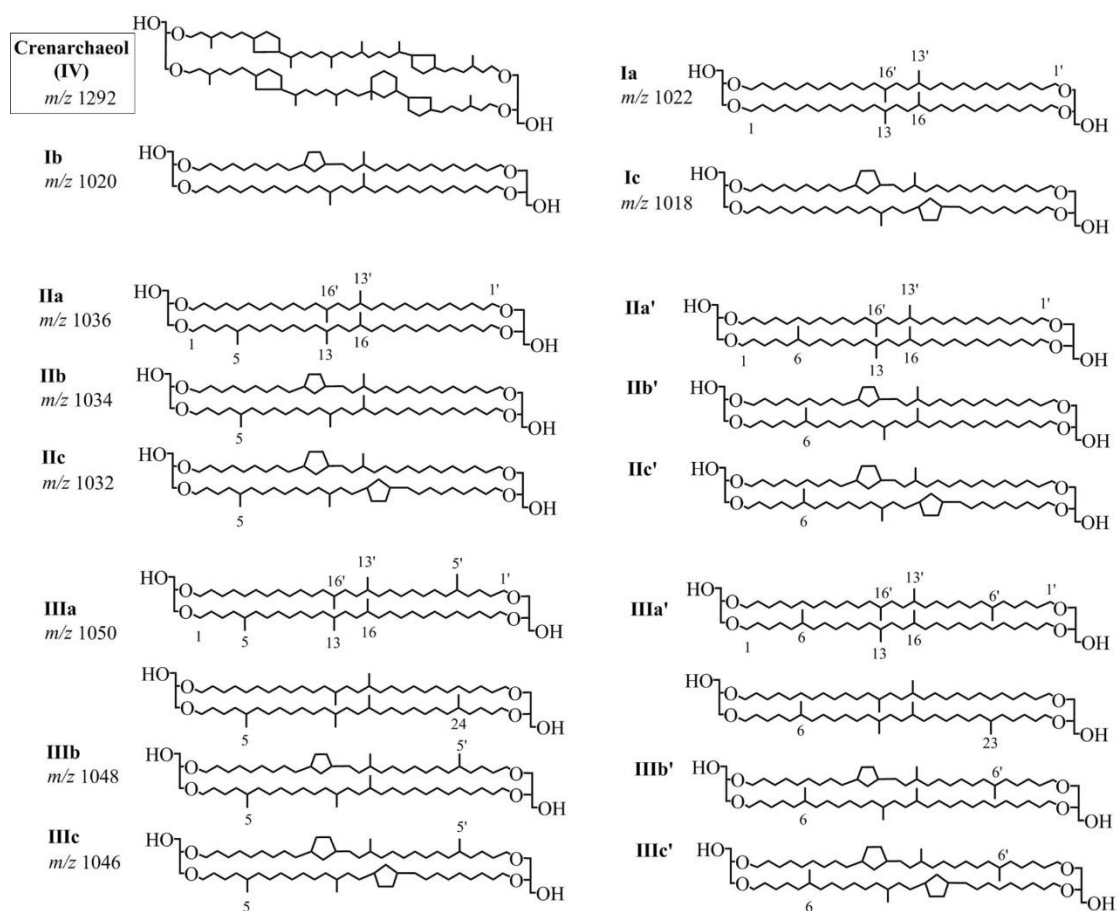 Crenarchaeol
(IV)
m/z 1292
HO
O
O
O
O
OH
Ia
m/z 1022
HO
O
O
16'
13'
1'
O
O
OH
1
13
16
Ib
m/z 1020
HO
O
O
O
O
OH
Ic
m/z 1018
HO
O
O
O
O
OH
IIa
m/z 1036
HO
O
O
16'
13'
1'
O
O
OH
1
5
13
16
IIa'
HO
O
O
16'
13'
1'
O
O
OH
1
6
13
16
IIb
m/z 1034
HO
O
O
O
O
OH
5
IIb'
HO
O
O
O
O
OH
6
IIc
m/z 1032
HO
O
O
O
O
OH
5
IIc'
HO
O
O
O
O
OH
6
IIIa
m/z 1050
HO
O
O
16'
13'
5'
1'
O
O
OH
1
5
13
16
IIIa'
HO
O
O
16'
13'
6'
1'
O
O
OH
1
6
13
16
HO
O
O
O
O
OH
5
24
HO
O
O
O
O
OH
6
23
IIIb
m/z 1048
HO
O
O
5'
O
O
OH
5
IIIb'
HO
O
O
6'
O
O
OH
6
IIIc
m/z 1046
HO
O
O
5'
O
O
OH
5
IIIc'
HO
O
O
6'
O
O
OH
6